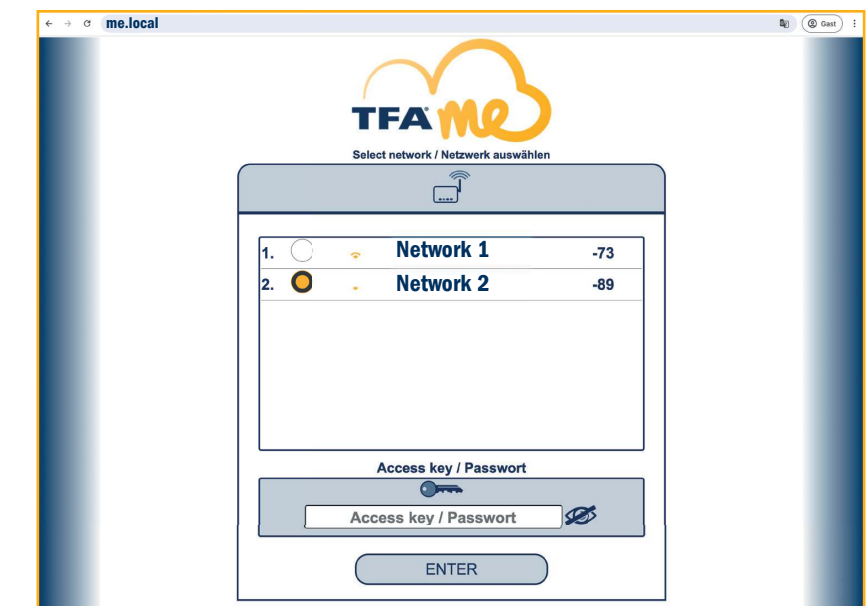 me.local
Gast
TFA me
Select network / Netzwerk auswählen
1. Network 1 -73
2. Network 2 -89
Access key / Passwort
Access key / Passwort
ENTER